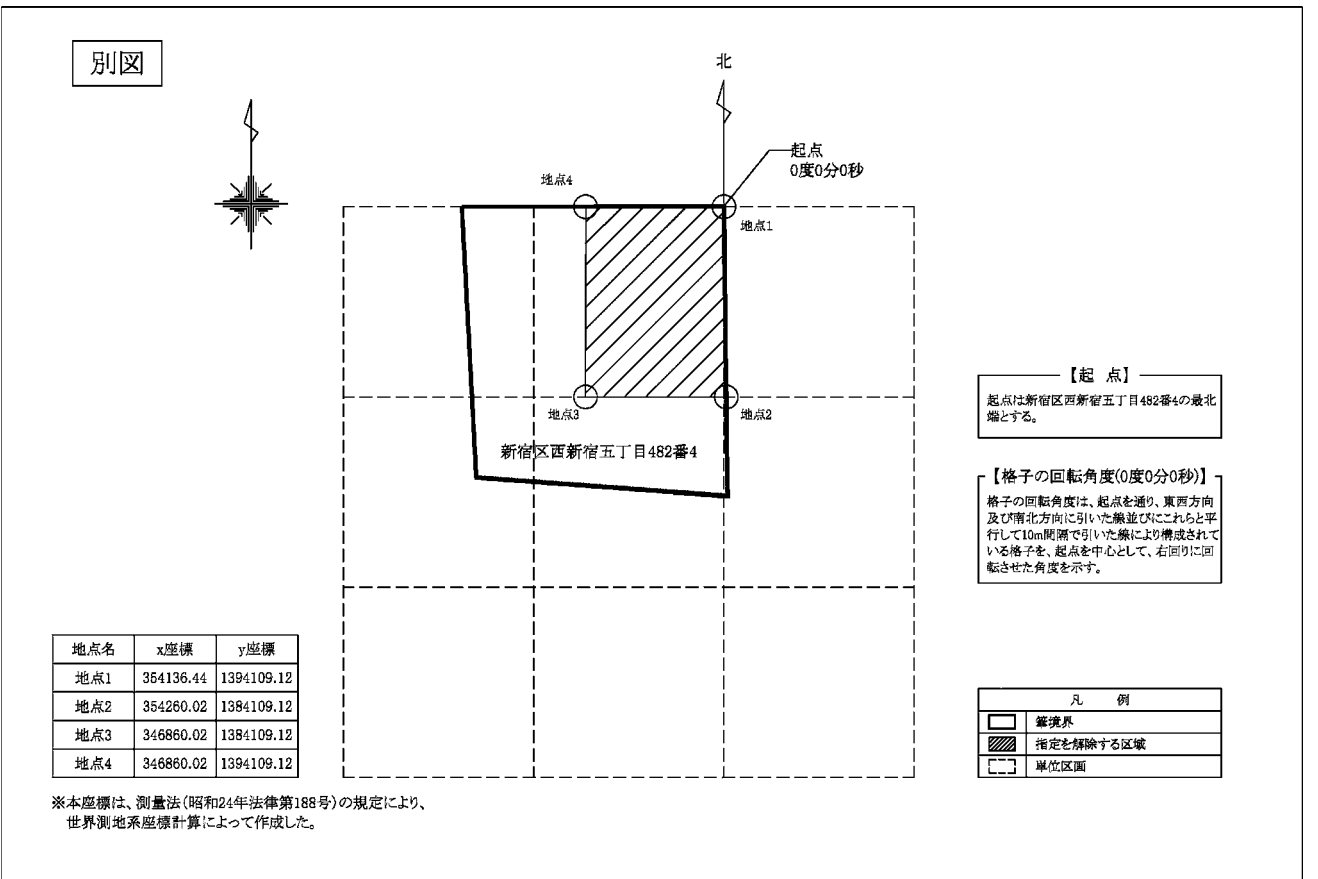 別図
北
起点
0度0分0秒
地点4
地点1
地点3
地点2
新宿区西新宿五丁目482番4
【起 点】
起点は新宿区西新宿五丁目482番4の最北
端とする。
【格子の回転角度(0度0分0秒)】
格子の回転角度は、起点を通り、東西方向
及び南北方向に引いた線並びにこれらと平
行して10m間隔で引いた線により構成されて
いる格子を、起点を中心として、右回りに回
転させた角度を示す。
地点名 x座標 y座標
地点1 354136.44 1394109.12
地点2 354260.02 1384109.12
地点3 346860.02 1384109.12
地点4 346860.02 1394109.12
※本座標は、測量法(昭和24年法律第188号)の規定により、
世界測地系座標計算によって作成した。
凡 例
筆境界
指定を解除する区域
単位区画